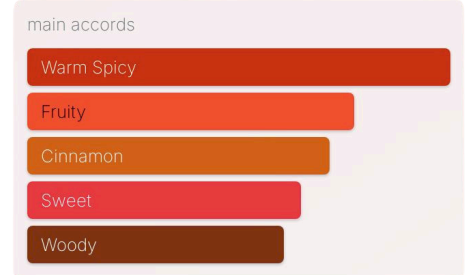 main accords
Warm Spicy
Fruity
Cinnamon
Sweet
Woody